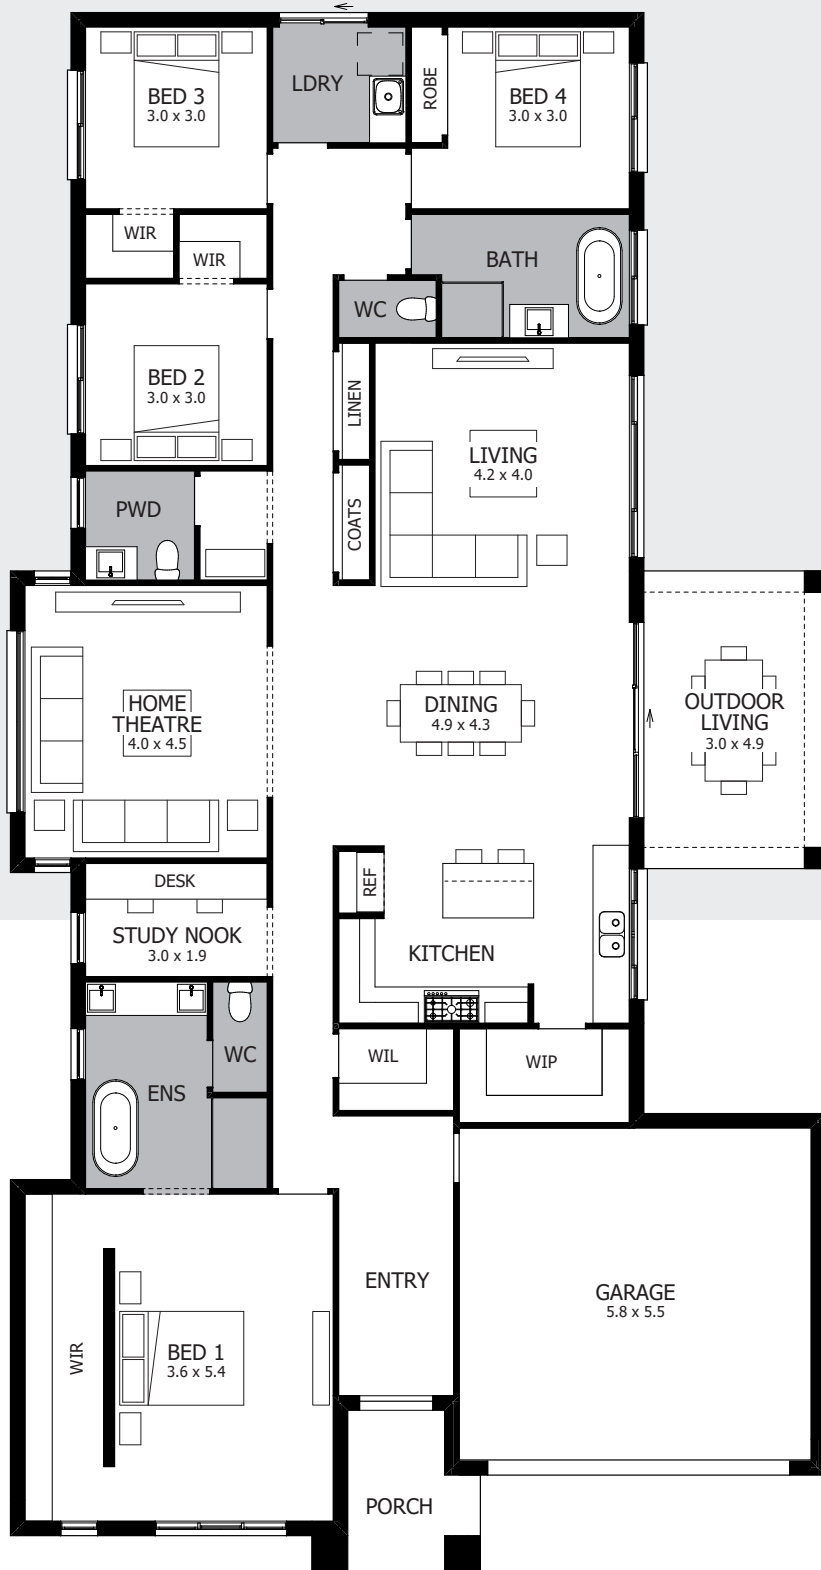 BED 3
3.0 x 3.0
LDRY
ROBE
BED 4
3.0 x 3.0
WIR
WIR
BATH
WC
BED 2
3.0 x 3.0
LINEN
LIVING
4.2 x 4.0
PWD
COATS
HOME
THEATRE
4.0 x 4.5
DINING
4.9 x 4.3
OUTDOOR
LIVING
3.0 x 4.9
DESK
REF
STUDY NOOK
3.0 x 1.9
KITCHEN
WC
WIL
WIP
ENS
ENTRY
GARAGE
5.8 x 5.5
WIR
BED 1
3.6 x 5.4
PORCH